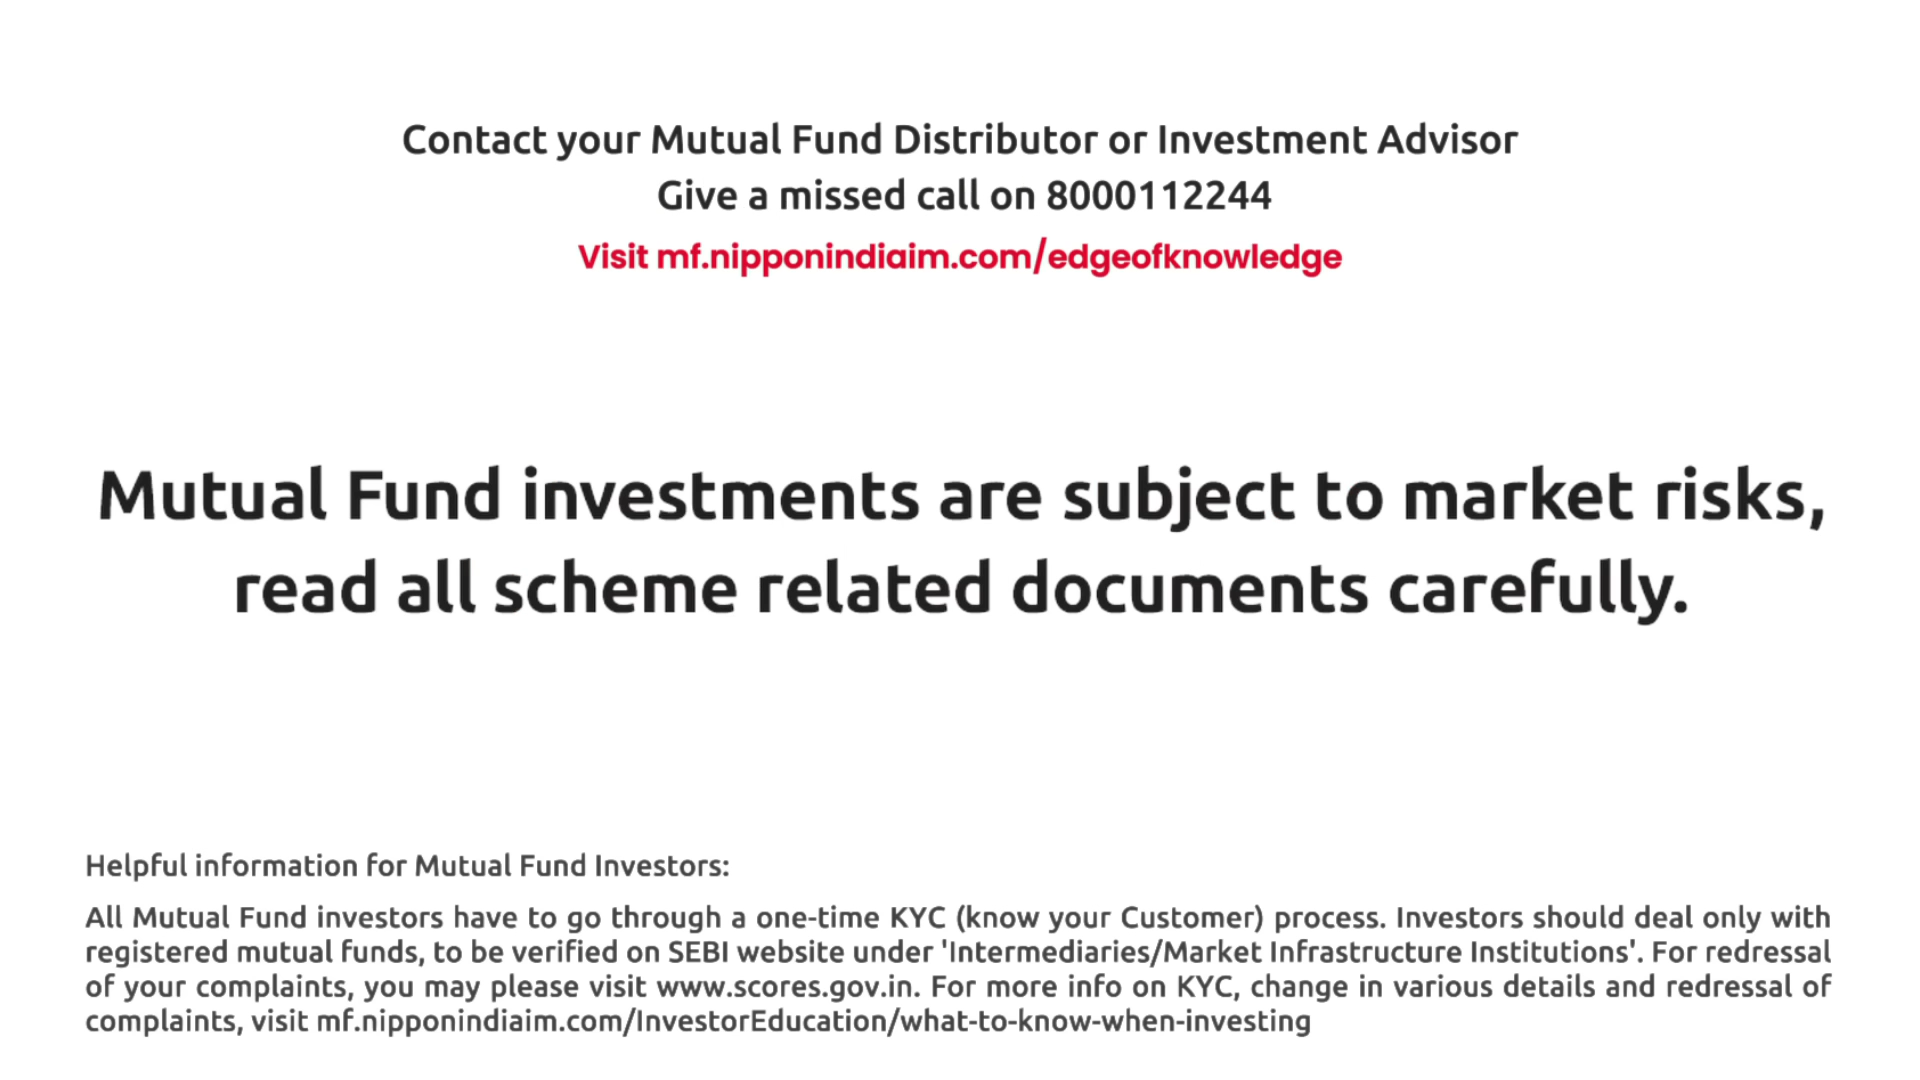 Contact your Mutual Fund Distributor or Investment Advisor
Give a missed call on 8000112244
Visit mf.nipponindiaim.com/edgeofknowledge
Mutual Fund investments are subject to market risks,
read all scheme related documents carefully.
Helpful information for Mutual Fund Investors:
All Mutual Fund investors have to go through a one-time KYC (know your Customer) process. Investors should deal only with
registered mutual funds, to be verified on SEBI website under 'Intermediaries/Market Infrastructure Institutions'. For redressal
of your complaints, you may please visit www.scores.gov.in. For more info on KYC, change in various details and redressal of
complaints, visit mf.nipponindiaim.com/InvestorEducation/what-to-know-when-investing